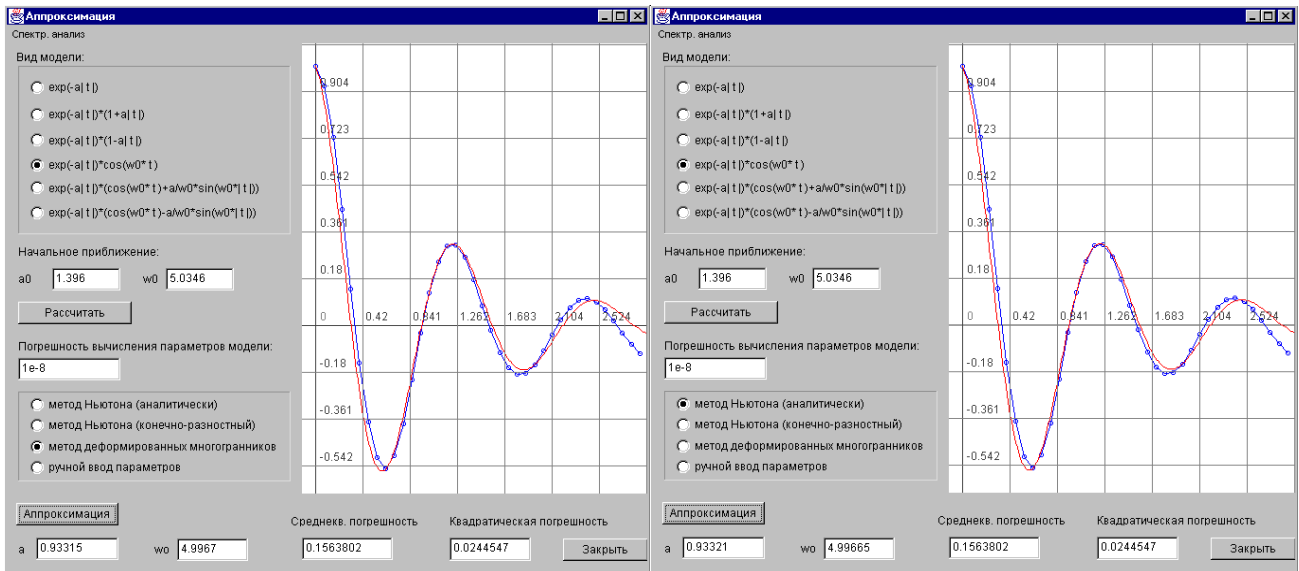 Аппроксимация
Спектр. анализ
Вид модели:
exp(-a| t |)
exp(-a| t |)*(1+a| t |)
exp(-a| t |)*(1-a| t |)
exp(-a| t |)*cos(w0* t )
exp(-a| t |)*(cos(w0* t )+a/w0*sin(w0*| t |))
exp(-a| t |)*(cos(w0* t )-a/w0*sin(w0*| t |))
Начальное приближение:
a0 1.396 w0 5.0346
Рассчитать
Погрешность вычисления параметров модели:
1e-8
метод Ньютона (аналитически)
метод Ньютона (конечно-разностный)
метод деформированных многогранников
ручной ввод параметров
Аппроксимация
a 0.93315 wo 4.9967
0.904
0.723
0.542
0.361
0.18
0 0.42 0.841 1.262 1.683 2.104 2.524
-0.18
-0.361
-0.542
Среднекв. погрешность Квадратическая погрешность
0.1563802 0.0244547 Закрыть
Аппроксимация
Спектр. анализ
Вид модели:
exp(-a| t |)
exp(-a| t |)*(1+a| t |)
exp(-a| t |)*(1-a| t |)
exp(-a| t |)*cos(w0* t )
exp(-a| t |)*(cos(w0* t )+a/w0*sin(w0*| t |))
exp(-a| t |)*(cos(w0* t )-a/w0*sin(w0*| t |))
Начальное приближение:
a0 1.396 w0 5.0346
Рассчитать
Погрешность вычисления параметров модели:
1e-8
метод Ньютона (аналитически)
метод Ньютона (конечно-разностный)
метод деформированных многогранников
ручной ввод параметров
Аппроксимация
a 0.93321 wo 4.99665
0.904
0.723
0.542
0.361
0.18
0 0.42 0.841 1.262 1.683 2.104 2.524
-0.18
-0.361
-0.542
Среднекв. погрешность Квадратическая погрешность
0.1563802 0.0244547 Закрыть